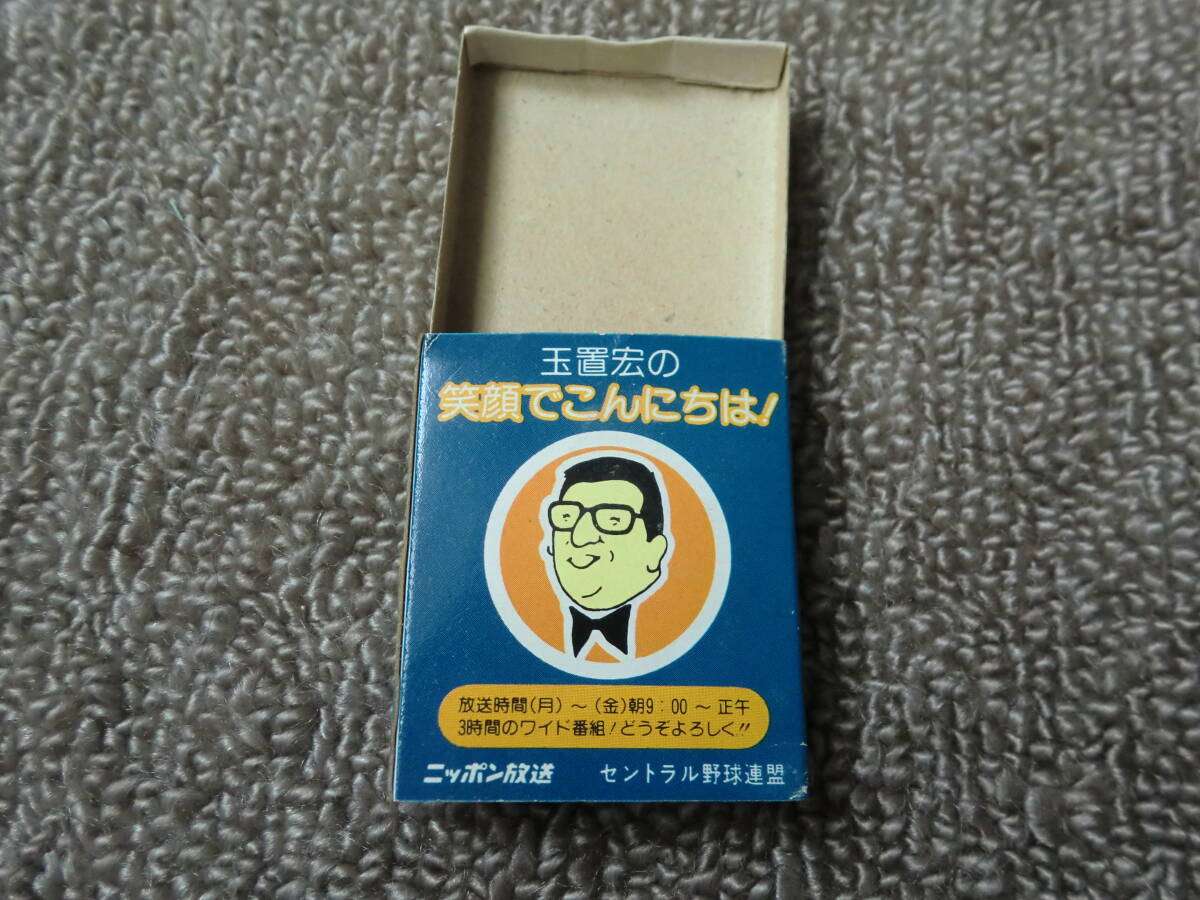 玉置宏の
笑顔でこんにちは!
放送時間(月)～(金)朝9:00～正午
3時間のワイド番組!どうぞよろしく!!
ニッポン放送 セントラル野球連盟